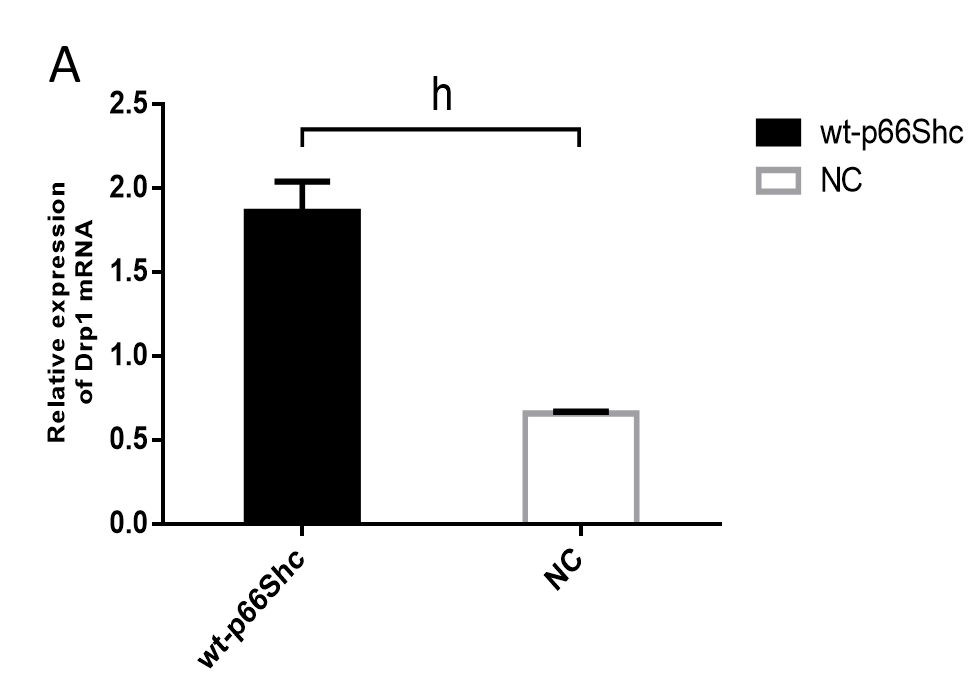 A
h
2.5
2.0
1.5
1.0
0.5
0.0
Relative expression
of Drp1 mRNA
wt-p66Shc
NC
wt-p66Shc
NC